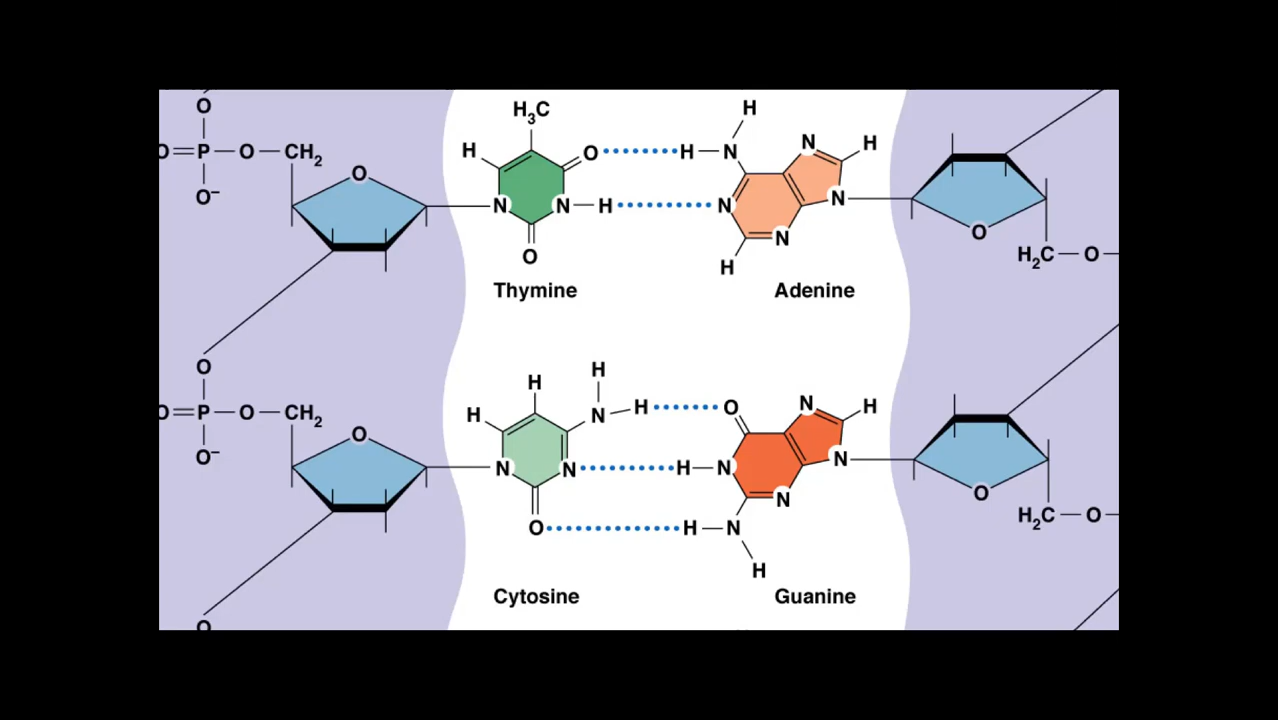 O
H
H₃C
O=P—O—CH₂
O
H
O
H—N
N
H
O⁻
N
N—H
N
N
O
N
O
H
H₂C—O—
Thymine
Adenine
O
H
H
O=P—O—CH₂
H
N—H
O
N
H
O⁻
O
N
N
H—N
N
N
O
H₂C—O—
O
H—N
H
Cytosine
Guanine
O